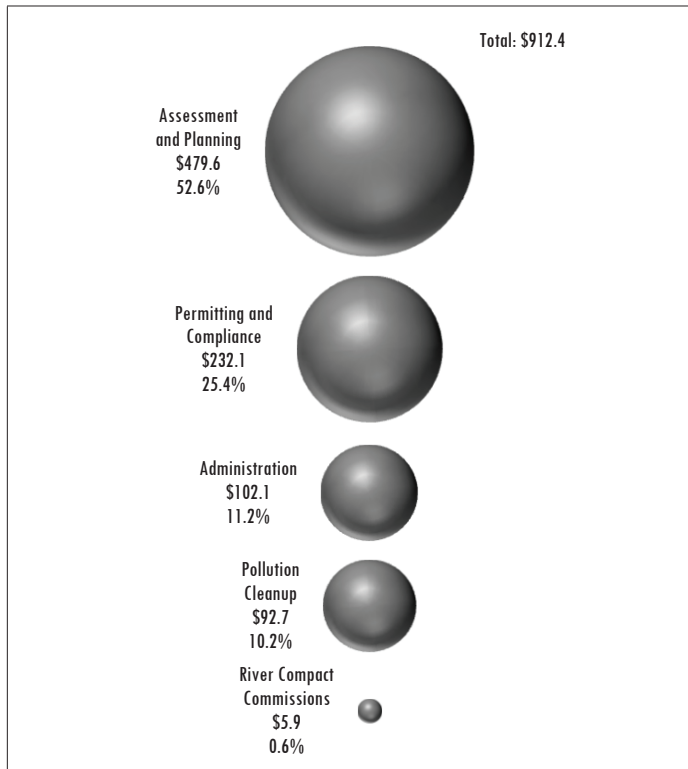 Total: $912.4
Assessment
and Planning
$479.6
52.6%
Permitting and
Compliance
$232.1
25.4%
Administration
$102.1
11.2%
Pollution
Cleanup
$92.7
10.2%
River Compact
Commissions
$5.9
0.6%